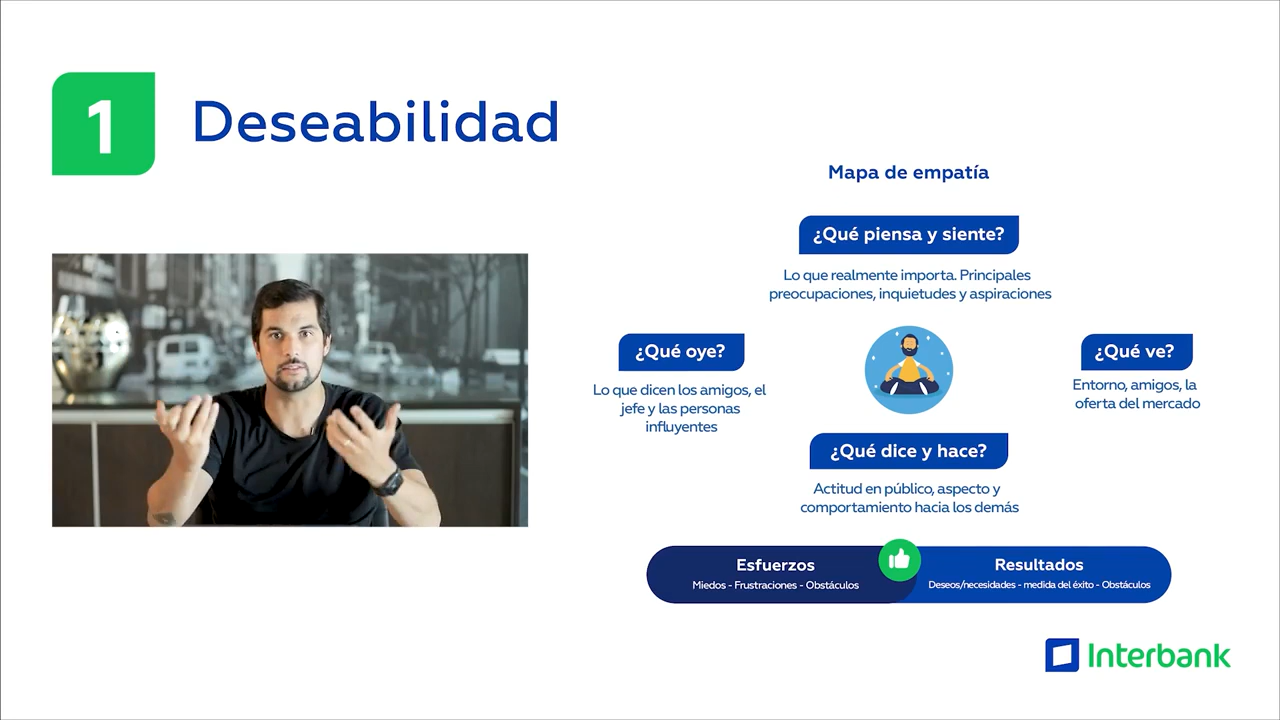 1
Deseabilidad
Mapa de empatía
¿Qué piensa y siente?
Lo que realmente importa. Principales
preocupaciones, inquietudes y aspiraciones
¿Qué oye?
Lo que dicen los amigos, el
jefe y las personas
influyentes
¿Qué ve?
Entorno, amigos, la
oferta del mercado
¿Qué dice y hace?
Actitud en público, aspecto y
comportamiento hacia los demás
Esfuerzos
Miedos - Frustraciones - Obstáculos
Resultados
Deseos/necesidades - medida del éxito - Obstáculos
Interbank